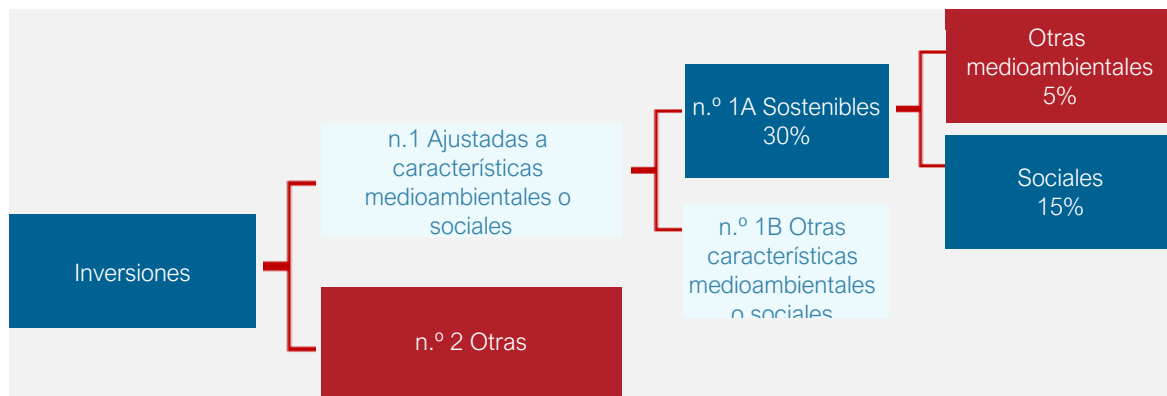 Inversiones
n.1 Ajustadas a
características
medioambientales o
sociales
n.º 2 Otras
n.º 1A Sostenibles
30%
n.º 1B Otras
características
medioambientales
o sociales
Otras
medioambientales
5%
Sociales
15%